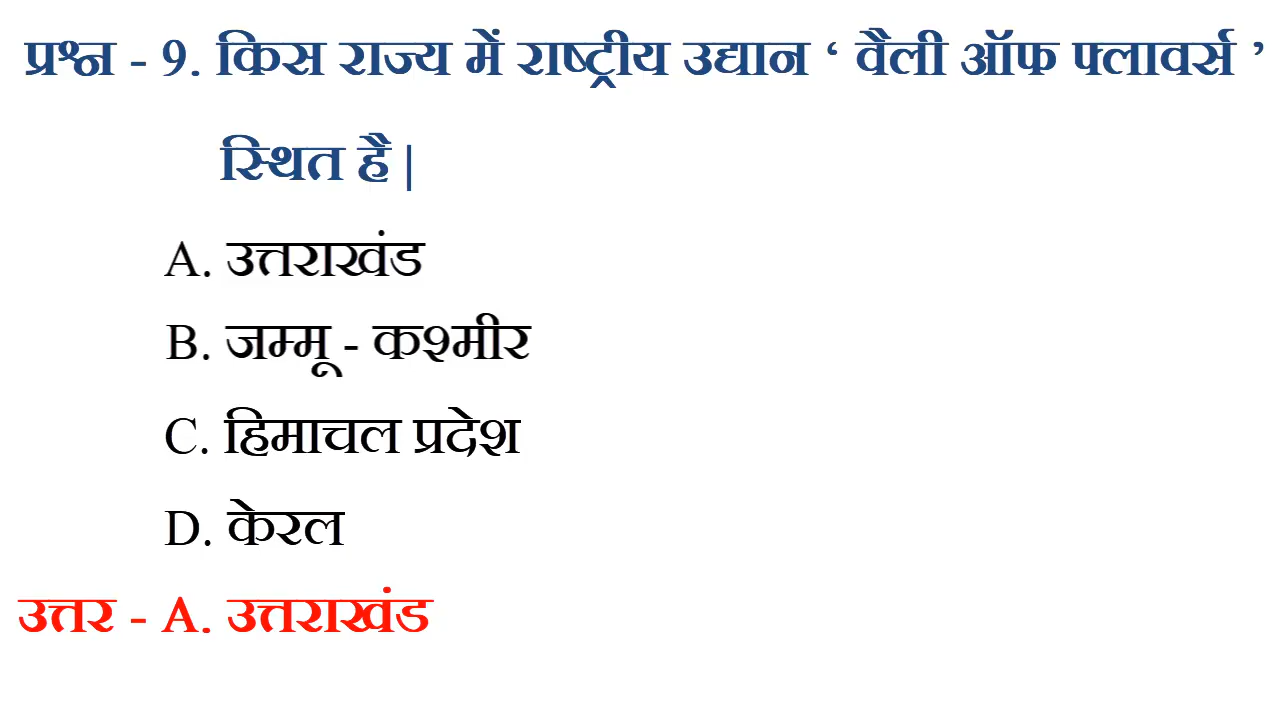 प्रश्न - 9. किस राज्य में राष्ट्रीय उद्यान ‘ वैली ऑफ फ्लावर्स ’
स्थित है |
A. उत्तराखंड
B. जम्मू - कश्मीर
C. हिमाचल प्रदेश
D. केरल
उत्तर - A. उत्तराखंड